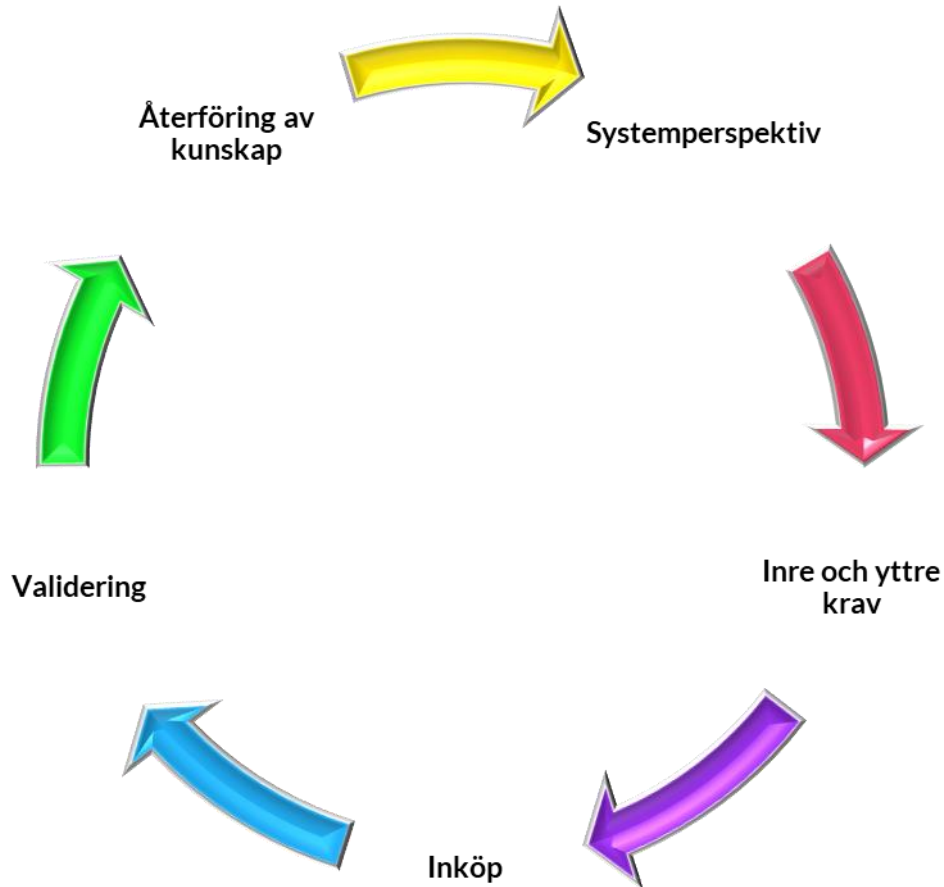 Återföring av
kunskap
Systemperspektiv
Inre och yttre
krav
Validering
Inköp